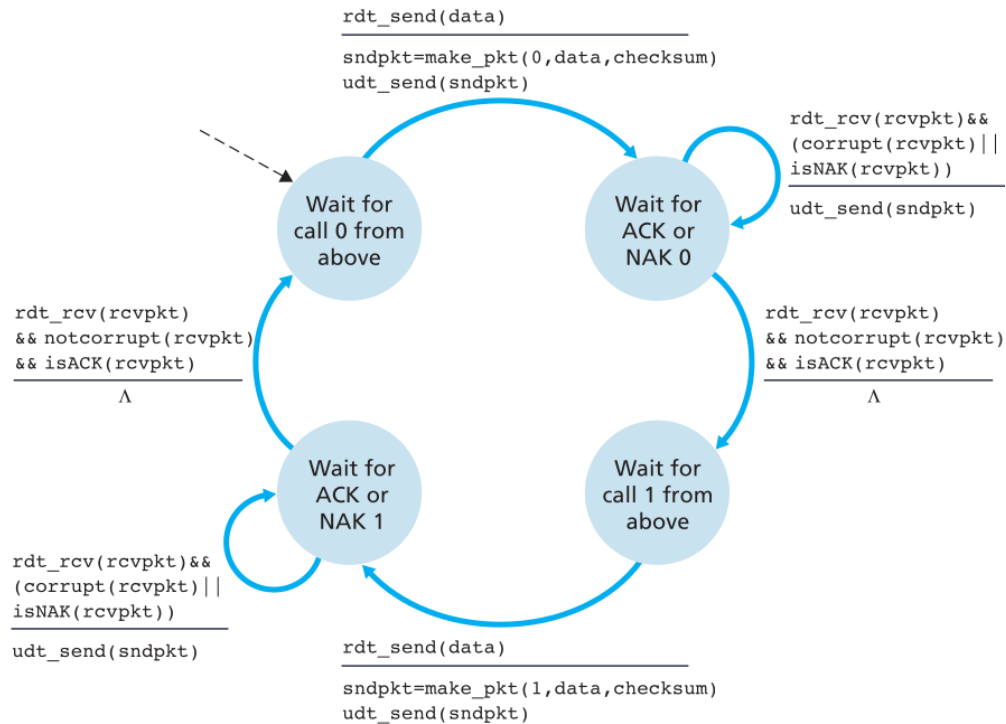 rdt_send(data)
sndpkt=make_pkt(0,data,checksum)
udt_send(sndpkt)
rdt_rcv(rcvpkt)&&
(corrupt(rcvpkt)||
isNAK(rcvpkt))
udt_send(sndpkt)
Wait for
call 0 from
above
Wait for
ACK or
NAK 0
rdt_rcv(rcvpkt)
&& notcorrupt(rcvpkt)
&& isACK(rcvpkt)
Λ
rdt_rcv(rcvpkt)
&& notcorrupt(rcvpkt)
&& isACK(rcvpkt)
Λ
Wait for
ACK or
NAK 1
Wait for
call 1 from
above
rdt_rcv(rcvpkt)&&
(corrupt(rcvpkt)||
isNAK(rcvpkt))
udt_send(sndpkt)
rdt_send(data)
sndpkt=make_pkt(1,data,checksum)
udt_send(sndpkt)